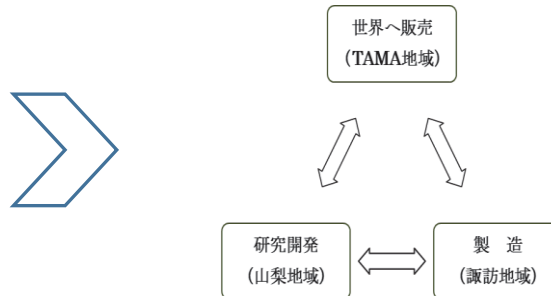 世界へ販売
(TAMA地域)
研究開発
(山梨地域)
製　造
(諏訪地域)